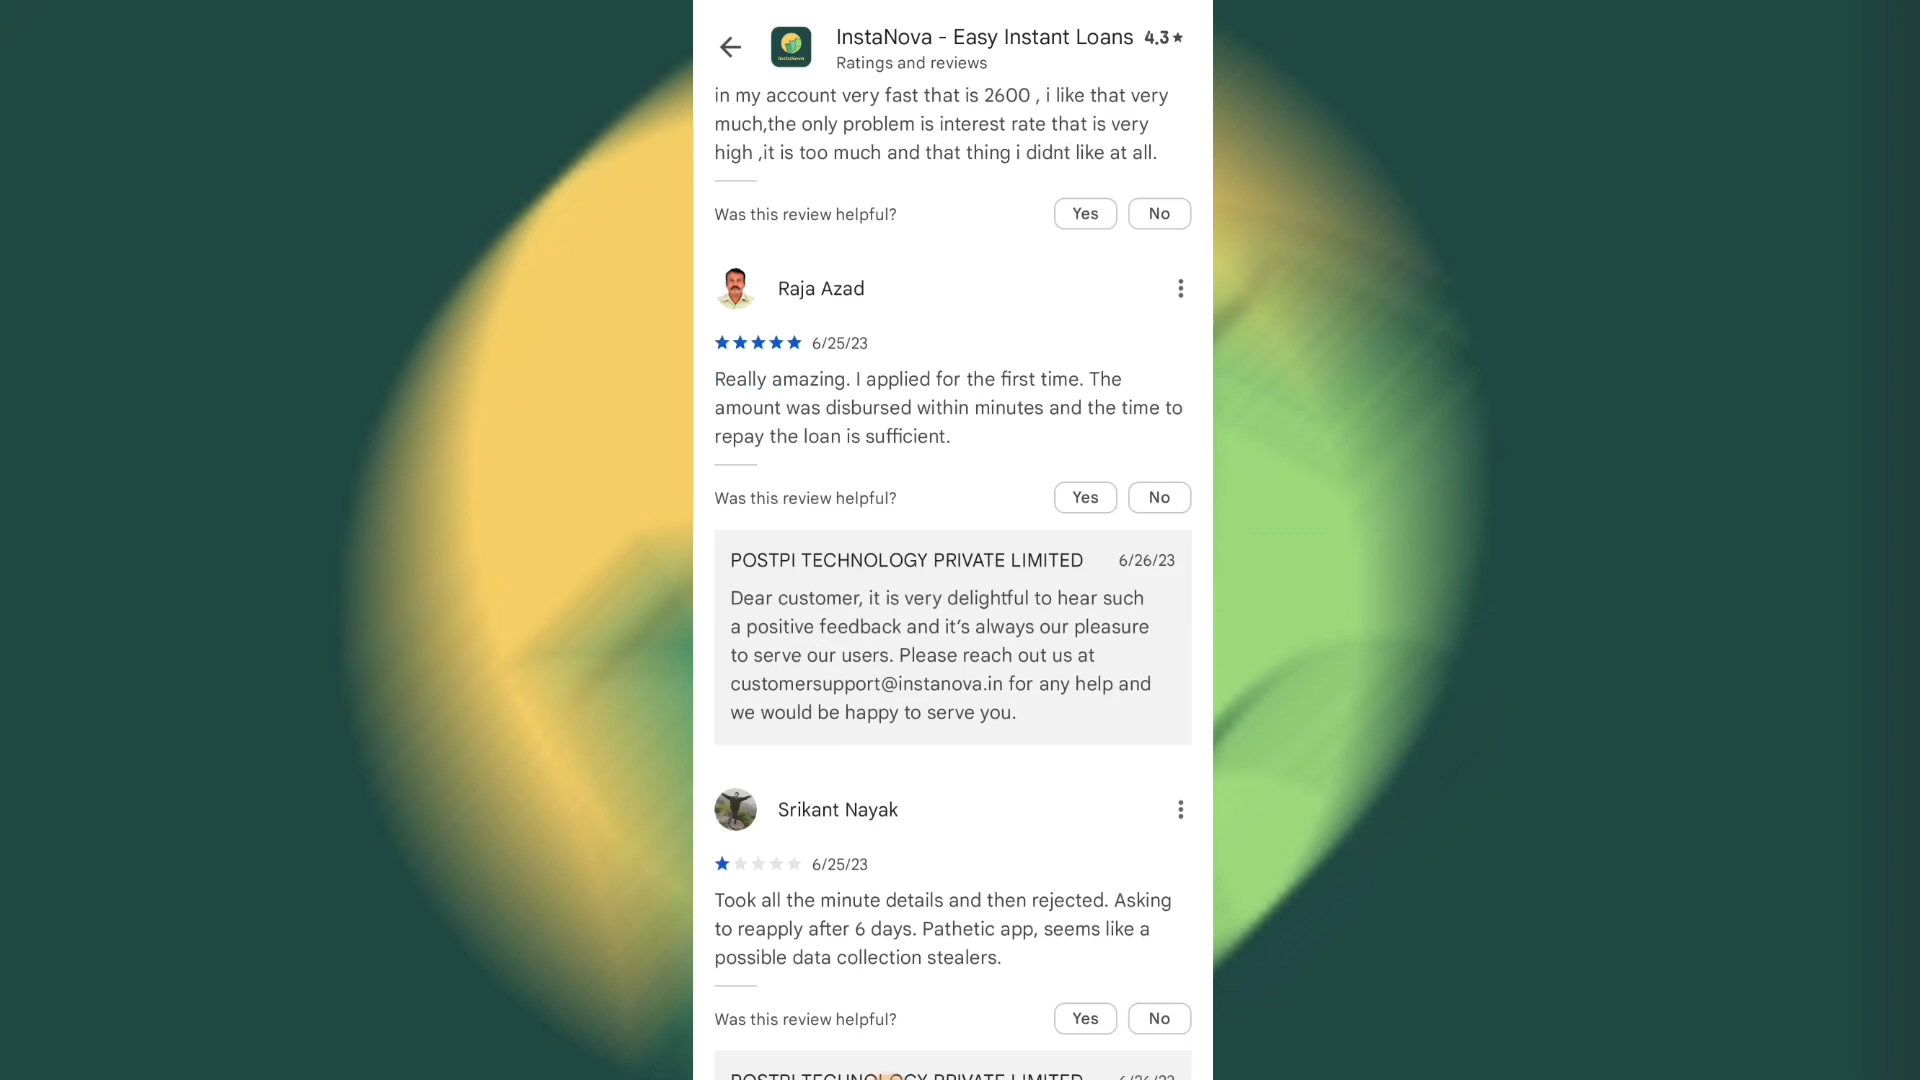 InstaNova - Easy Instant Loans 4.3★
Ratings and reviews
in my account very fast that is 2600 , i like that very
much,the only problem is interest rate that is very
high ,it is too much and that thing i didnt like at all.
Was this review helpful? Yes No
Raja Azad
6/25/23
Really amazing. I applied for the first time. The
amount was disbursed within minutes and the time to
repay the loan is sufficient.
Was this review helpful? Yes No
POSTPI TECHNOLOGY PRIVATE LIMITED 6/26/23
Dear customer, it is very delightful to hear such
a positive feedback and it's always our pleasure
to serve our users. Please reach out us at
customersupport@instanova.in for any help and
we would be happy to serve you.
Srikant Nayak
6/25/23
Took all the minute details and then rejected. Asking
to reapply after 6 days. Pathetic app, seems like a
possible data collection stealers.
Was this review helpful? Yes No
POSTPI TECHNOLOGY PRIVATE LIMITED 6/26/23